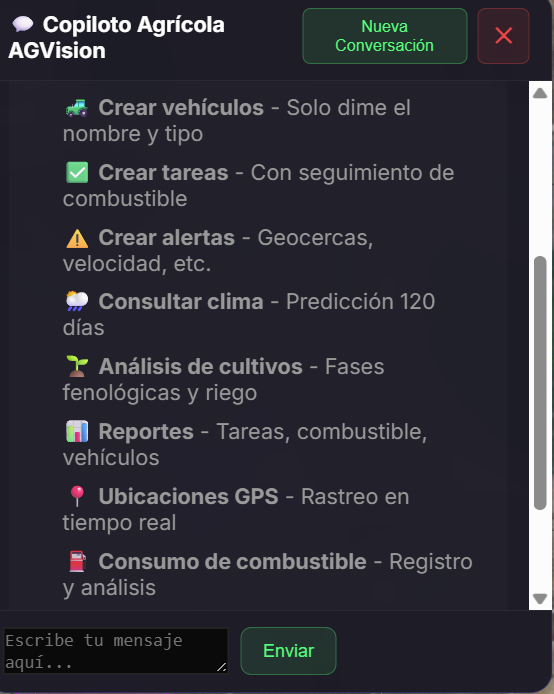 💬 Copiloto Agrícola
AGVision
Nueva
Conversación
🚜 Crear vehículos - Solo dime el
nombre y tipo
✅ Crear tareas - Con seguimiento de
combustible
⚠️ Crear alertas - Geocercas,
velocidad, etc.
⛈️ Consultar clima - Predicción 120
días
🌱 Análisis de cultivos - Fases
fenológicas y riego
📊 Reportes - Tareas, combustible,
vehículos
📍 Ubicaciones GPS - Rastreo en
tiempo real
⛽ Consumo de combustible - Registro
y análisis
Escribe tu mensaje
aquí...
Enviar